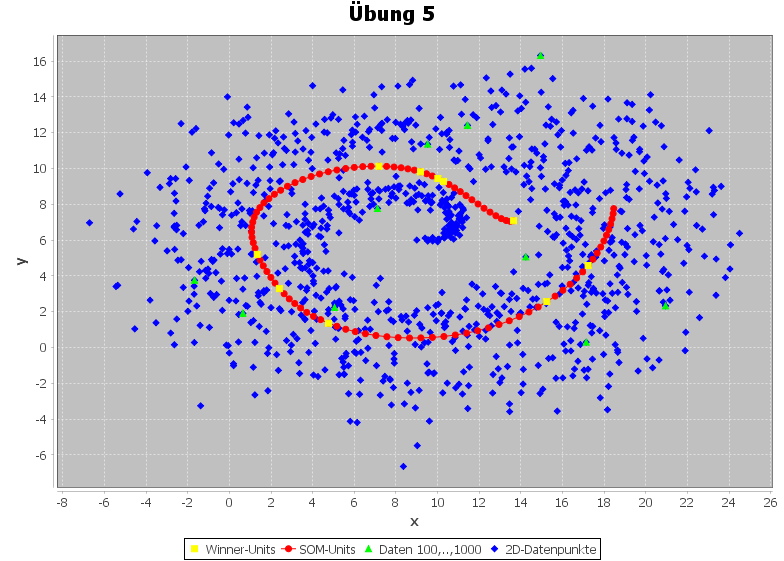 Übung 5
y
16
14
12
10
8
6
4
2
0
-2
-4
-6
-8 -6 -4 -2 0 2 4 6 8 10 12 14 16 18 20 22 24 26
x
Winner-Units SOM-Units Daten 100,..,1000 2D-Datenpunkte